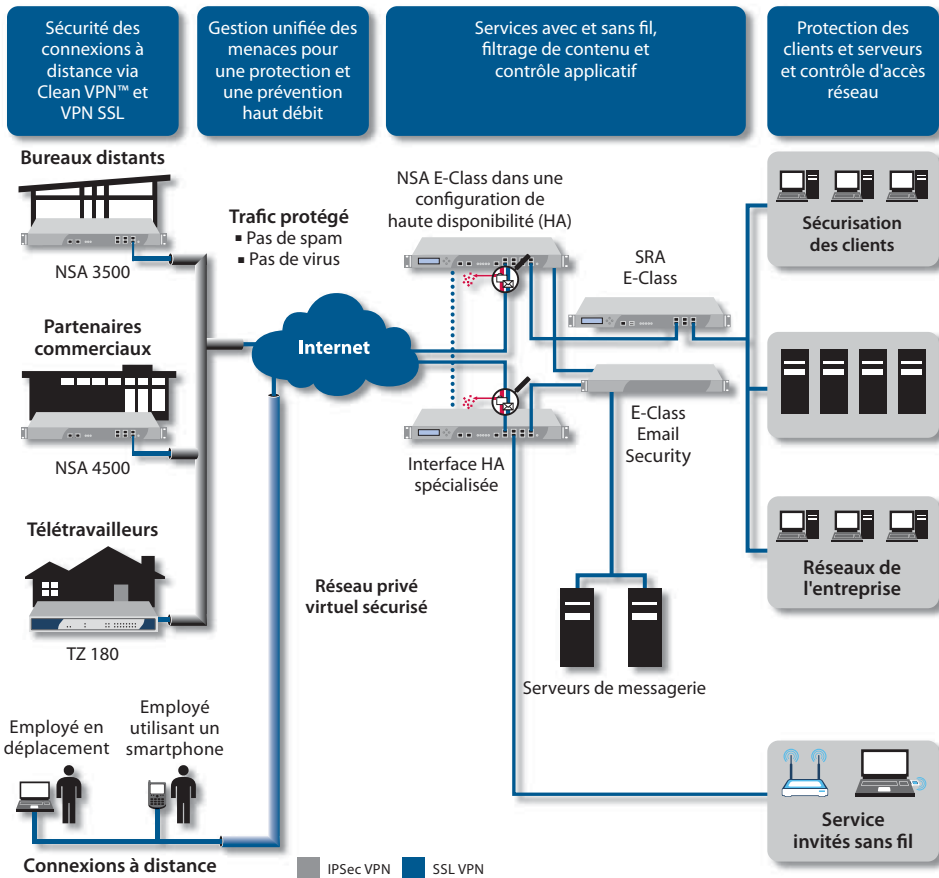 Sécurité des
connexions à
distance via
Clean VPN™ et
VPN SSL
Gestion unifiée des
menaces pour
une protection et
une prévention
haut débit
Services avec et sans fil,
filtrage de contenu et
contrôle applicatif
Protection des
clients et serveurs
et contrôle d'accès
réseau
Bureaux distants
NSA 3500
Partenaires
commerciaux
NSA 4500
Télétravailleurs
TZ 180
Trafic protégé
▪ Pas de spam
▪ Pas de virus
Internet
NSA E-Class dans une
configuration de
haute disponibilité (HA)
SRA
E-Class
Interface HA
spécialisée
E-Class
Email
Security
Sécurisation
des clients
Réseaux de
l'entreprise
Réseau privé
virtuel sécurisé
Serveurs de messagerie
Employé en
déplacement
Employé
utilisant un
smartphone
Connexions à distance
Service
invités sans fil
IPSec VPN
SSL VPN